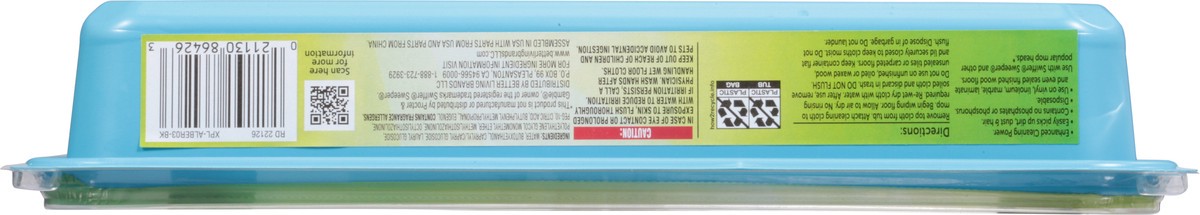 • Enhanced Cleaning Power
• Easily picks up dirt, dust & hair.
• Contains no phosphates
• Disposable
• Use on vinyl, linoleum, marble, laminate
and even sealed wood floors.
Use with Swiffer® Sweeper® and other
popular mop heads.
Directions:
Remove top cloth from tub. Attach cleaning cloth to
mop. Begin mopping floor. Allow floor to air dry. No rinsing
required. Re-wet dry cloth with water. After use, remove
soiled cloth and discard in trash. DO NOT FLUSH
Do not use on unfinished, oiled or waxed wood,
unsealed tiles or carpeted floors. Keep container flat
and lid securely closed to keep cloths moist. Do not
flush. Dispose of in garbage. Do not launder.
PLASTIC
TUB
PLASTIC
BAG
how2recycle.info
CAUTION:
IN CASE OF EYE CONTACT OR PROLONGED
EXPOSURE TO SKIN, FLUSH THOROUGHLY
WITH WATER TO REDUCE IRRITATION.
IF IRRITATION PERSISTS, CALL A
PHYSICIAN. WASH HANDS AFTER
HANDLING WET FLOOR CLOTHS.
KEEP OUT OF REACH OF CHILDREN AND
PETS TO AVOID ACCIDENTAL INGESTION.
*This product is not manufactured or distributed by Procter &
Gamble®, owner of the registered trademarks Swiffer® Sweeper®
DISTRIBUTED BY BETTER LIVING BRANDS LLC
P.O. BOX 99, PLEASANTON, CA 94566-0009 1-888-723-3929
FOR MORE INGREDIENT INFORMATION VISIT
www.betterlivingbrandsLLC.com
ASSEMBLED IN USA WITH PARTS FROM USA AND PARTS FROM CHINA.
RD 22126 XPF-AL-BER03-BK
Scan here
for more
information
0 21130 86426 3